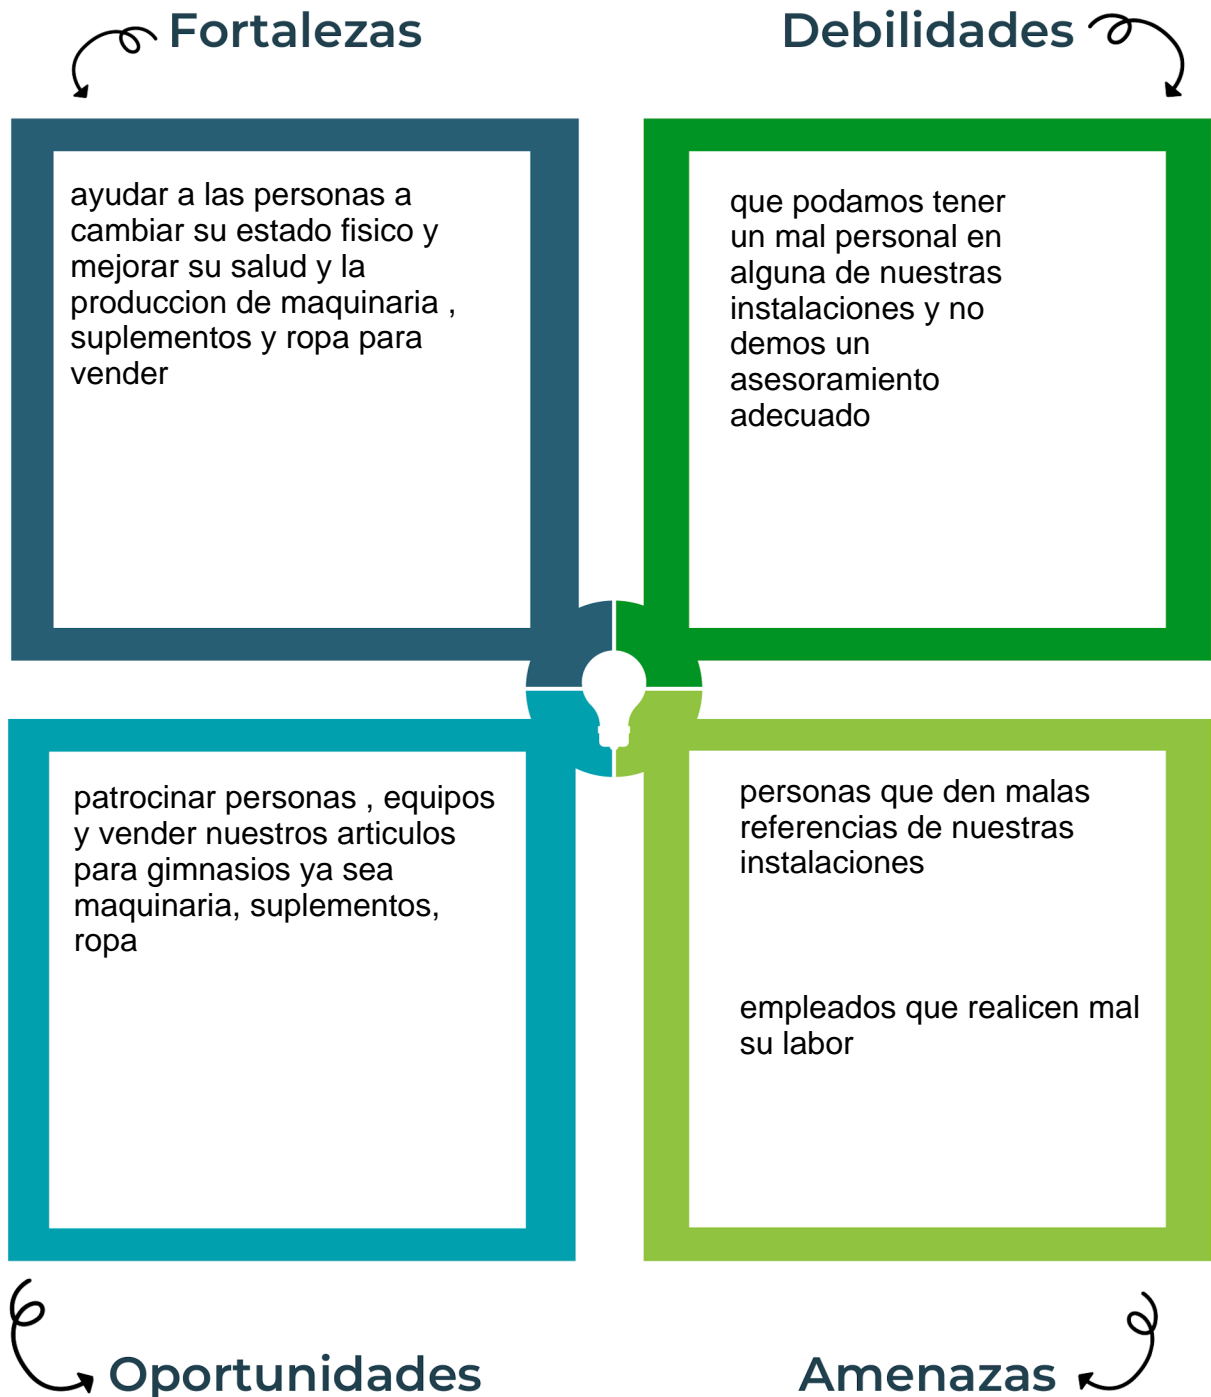 Fortalezas
ayudar a las personas a
cambiar su estado fisico y
mejorar su salud y la
produccion de maquinaria ,
suplementos y ropa para
vender
Debilidades
que podamos tener
un mal personal en
alguna de nuestras
instalaciones y no
demos un
asesoramiento
adecuado
patrocinar personas , equipos
y vender nuestros articulos
para gimnasios ya sea
maquinaria, suplementos,
ropa
Oportunidades
personas que den malas
referencias de nuestras
instalaciones
empleados que realicen mal
su labor
Amenazas